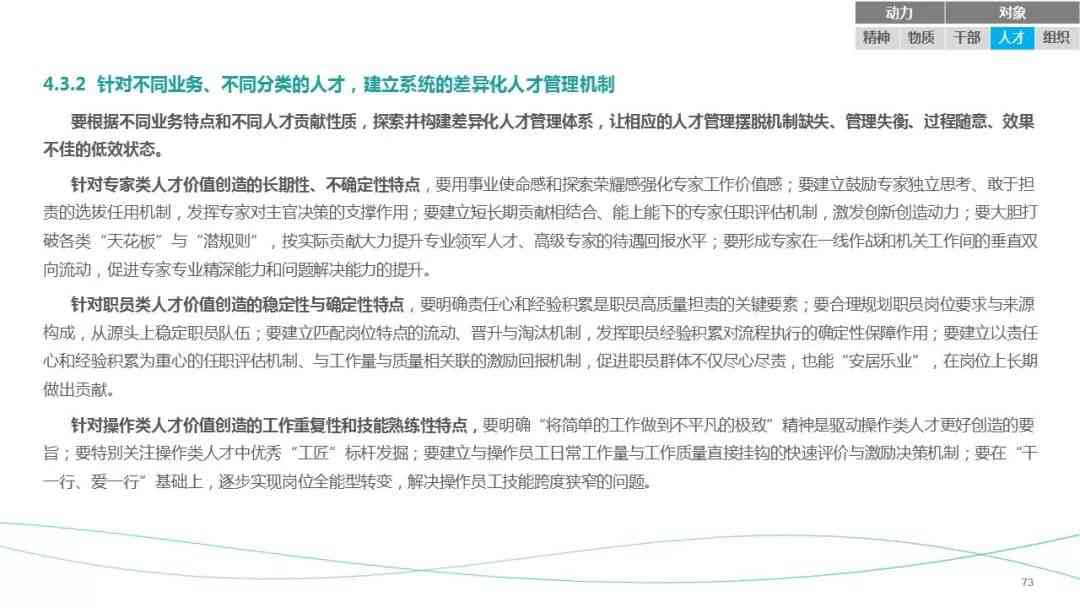 动力 对象
精神 物质 干部 人才 组织
4.3.2 针对不同业务、不同分类的人才，建立系统的差异化人才管理机制
要根据不同业务特点和不同人才贡献性质，探索并构建差异化人才管理体系，让相应的人才管理摆脱机制缺失、管理失衡、过程随意、效果
不佳的低效状态。
针对专家类人才价值创造的长期性、不确定性特点，要用事业使命感和探索荣耀感强化专家工作价值感；要建立鼓励专家独立思考、敢于担
责的选拔任用机制，发挥专家对主官决策的支撑作用；要建立短长期贡献相结合、能上能下的专家任职评估机制，激发创新创造动力；要大胆打
破各类“天花板”与“潜规则”，按实际贡献大力提升专业领军人才、高级专家的待遇回报水平；要形成专家在一线作战和机关工作间的垂直双
向流动，促进专家专业精深能力和问题解决能力的提升。
针对职员类人才价值创造的稳定性与确定性特点，要明确责任心和经验积累是职员高质量担责的关键要素；要合理规划职员岗位要求与来源
构成，从源头上稳定职员队伍；要建立匹配岗位特点的流动、晋升与淘汰机制，发挥职员经验积累对流程执行的确定性保障作用；要建立以责任
心和经验积累为重心的任职评估机制、与工作量与质量相关联的激励回报机制，促进职员群体不仅尽心尽责，也能“安居乐业”，在岗位上长期
做出贡献。
针对操作类人才价值创造的工作重复性和技能熟练性特点，要明确“将简单的工作做到不平凡的极致”精神是驱动操作类人才更好创造的要
旨；要特别关注操作类人才中优秀“工匠”标杆发掘；要建立与操作员工日常工作量与工作质量直接挂钩的快速评价与激励决策机制；要在“干
一行、爱一行”基础上，逐步实现岗位全能型转变，解决操作员工技能跨度狭窄的问题。
73